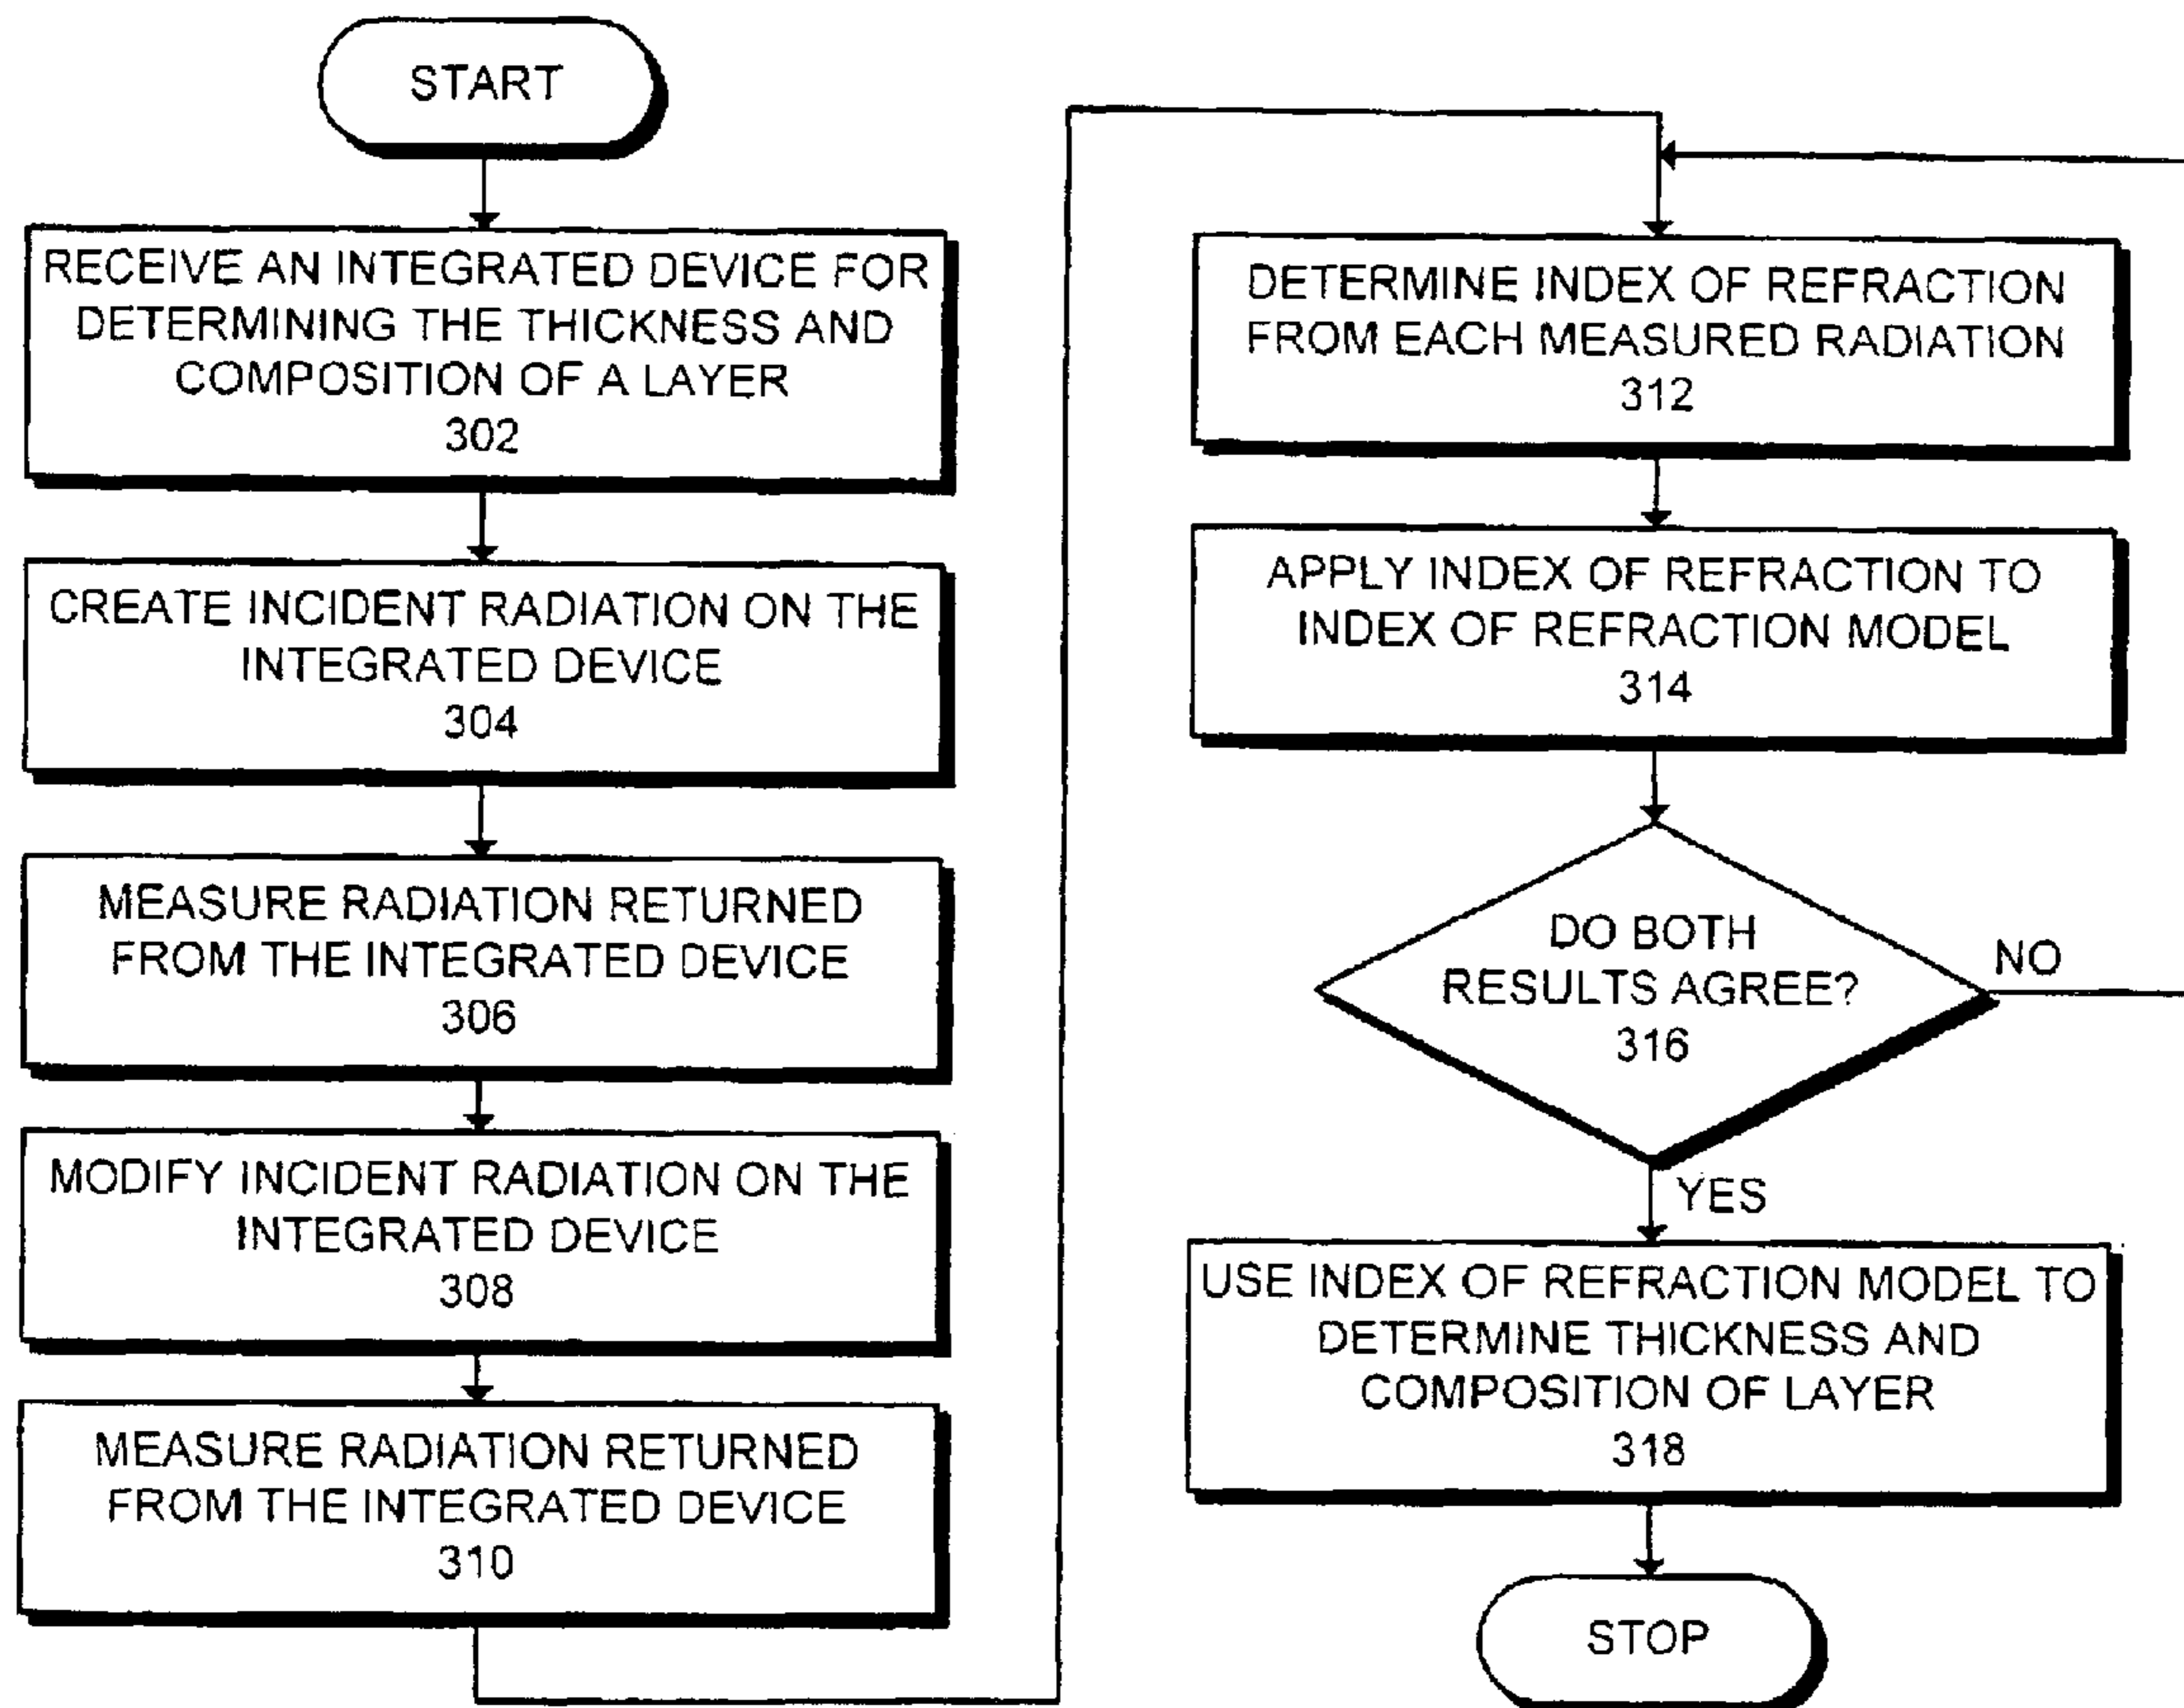 START
RECEIVE AN INTEGRATED DEVICE FOR
DETERMINING THE THICKNESS AND
COMPOSITION OF A LAYER
302
CREATE INCIDENT RADIATION ON THE
INTEGRATED DEVICE
304
MEASURE RADIATION RETURNED
FROM THE INTEGRATED DEVICE
306
MODIFY INCIDENT RADIATION ON THE
INTEGRATED DEVICE
308
MEASURE RADIATION RETURNED
FROM THE INTEGRATED DEVICE
310
DETERMINE INDEX OF REFRACTION
FROM EACH MEASURED RADIATION
312
APPLY INDEX OF REFRACTION TO
INDEX OF REFRACTION MODEL
314
DO BOTH
RESULTS AGREE?
316
NO
YES
USE INDEX OF REFRACTION MODEL TO
DETERMINE THICKNESS AND
COMPOSITION OF LAYER
318
STOP